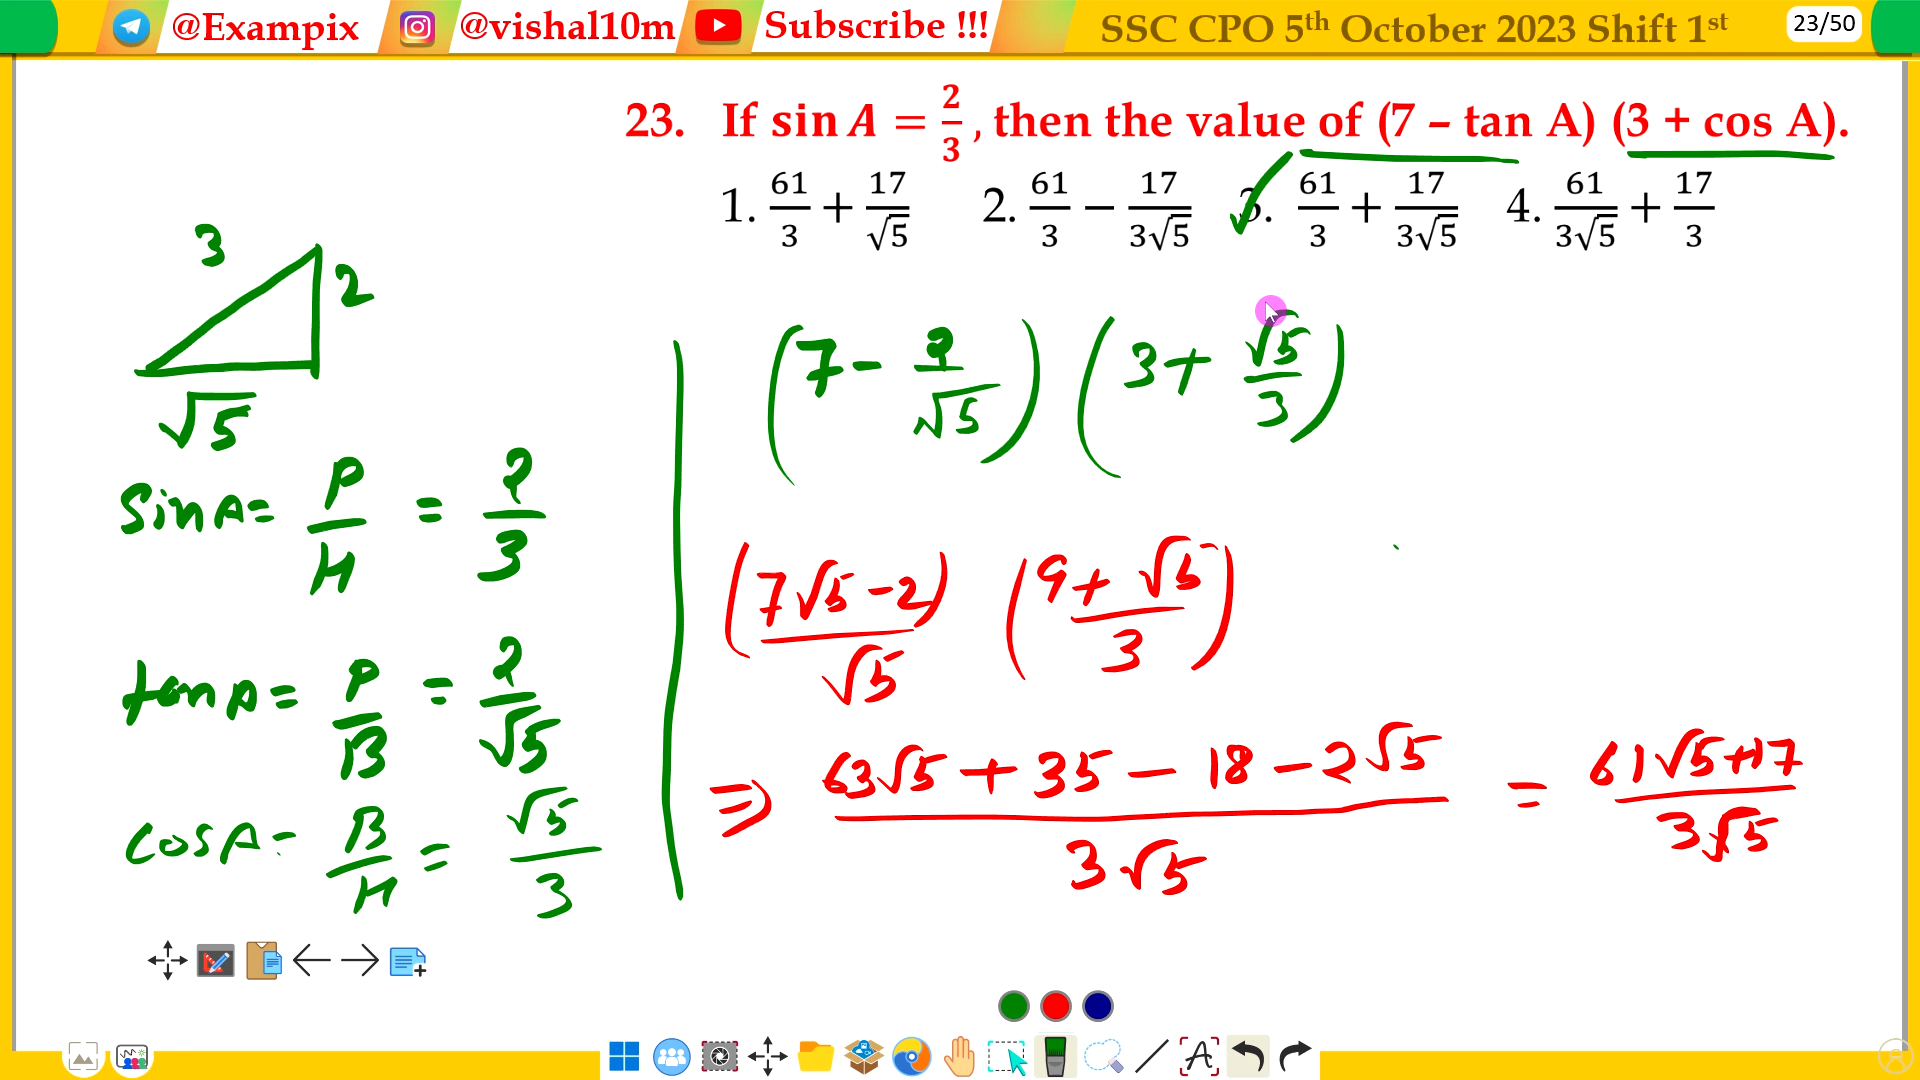 @Exampix @vishal10m Subscribe !!! SSC CPO 5th October 2023 Shift 1st 23/50
23. If sin A = 2/3, then the value of (7 – tan A) (3 + cos A).
1. 61/3 + 17/√5 2. 61/3 − 17/3√5 3. 61/3 + 17/3√5 4. 61/3√5 + 17/3
3
2
√5
sinA = P/H = 2/3
tanA = P/B = 2/√5
cosA = B/H = √5/3
(7 − 2/√5) (3 + √5/3)
(7√5 − 2)/√5 (9 + √5/3)
⇒ 63√5 + 35 − 18 − 2√5 / 3√5 = 61√5 + 17 / 3√5